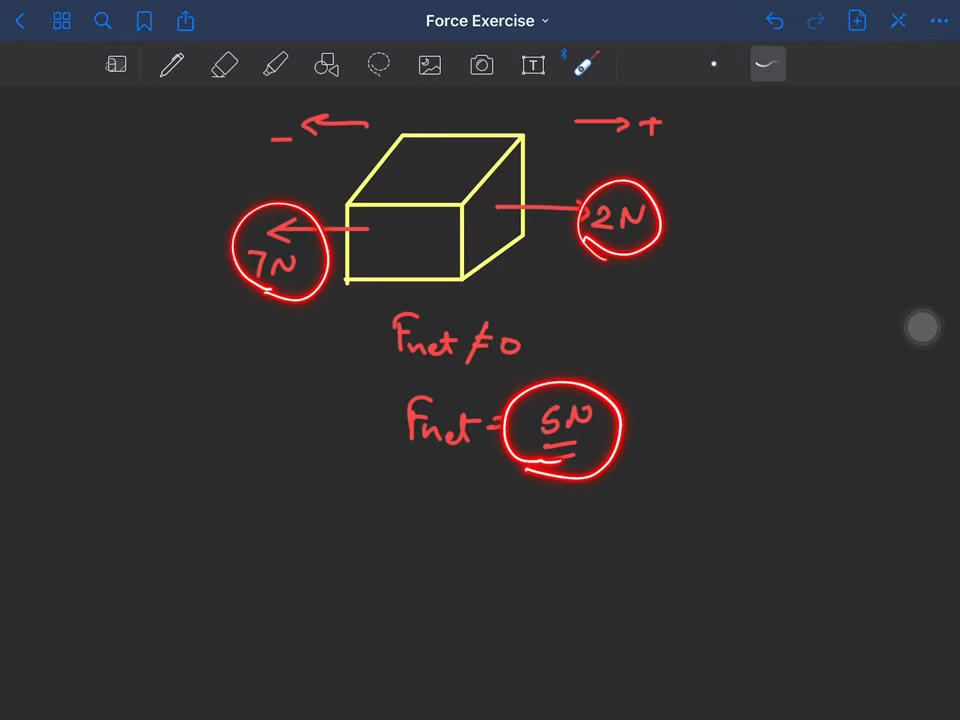 Force Exercise
T
- +
2N
7N
Fnet ≠ 0
Fnet = 5N